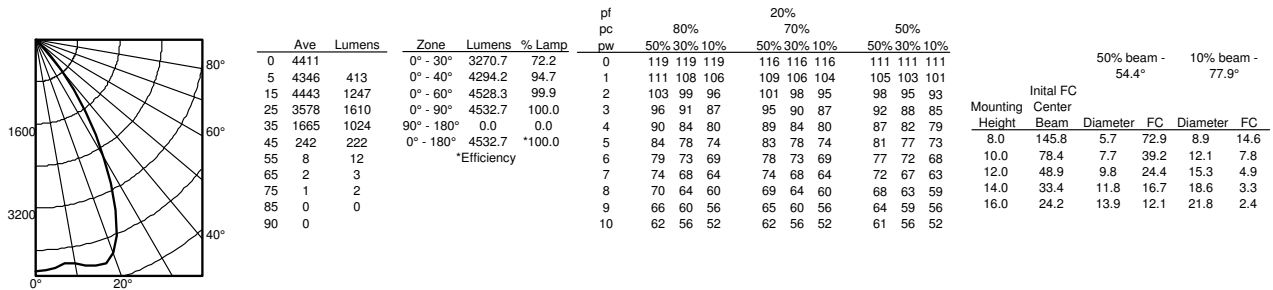 80°
60°
40°
20°
0°
1600
3200
Ave Lumens
0 4411
5 4346 413
15 4443 1247
25 3578 1610
35 1665 1024
45 242 222
55 8 12
65 2 3
75 1 2
85 0 0
90 0
Zone Lumens % Lamp
0° - 30° 3270.7 72.2
0° - 40° 4294.2 94.7
0° - 60° 4528.3 99.9
0° - 90° 4532.7 100.0
90° - 180° 0.0 0.0
0° - 180° 4532.7 *100.0
*Efficiency
pf 20%
pc 80% 70% 50%
pw 50% 30% 10% 50% 30% 10% 50% 30% 10%
0 119 119 119 116 116 116 111 111 111
1 111 108 106 109 106 104 105 103 101
2 103 99 96 101 98 95 98 95 93
3 96 91 87 95 90 87 92 88 85
4 90 84 80 89 84 80 87 82 79
5 84 78 74 83 78 74 81 77 73
6 79 73 69 78 73 69 77 72 68
7 74 68 64 74 68 64 72 67 63
8 70 64 60 69 64 60 68 63 59
9 66 60 56 65 60 56 64 59 56
10 62 56 52 62 56 52 61 56 52
50% beam - 10% beam -
54.4° 77.9°
Inital FC
Mounting Center
Height Beam Diameter FC Diameter FC
8.0 145.8 5.7 72.9 8.9 14.6
10.0 78.4 7.7 39.2 12.1 7.8
12.0 48.9 9.8 24.4 15.3 4.9
14.0 33.4 11.8 16.7 18.6 3.3
16.0 24.2 13.9 12.1 21.8 2.4